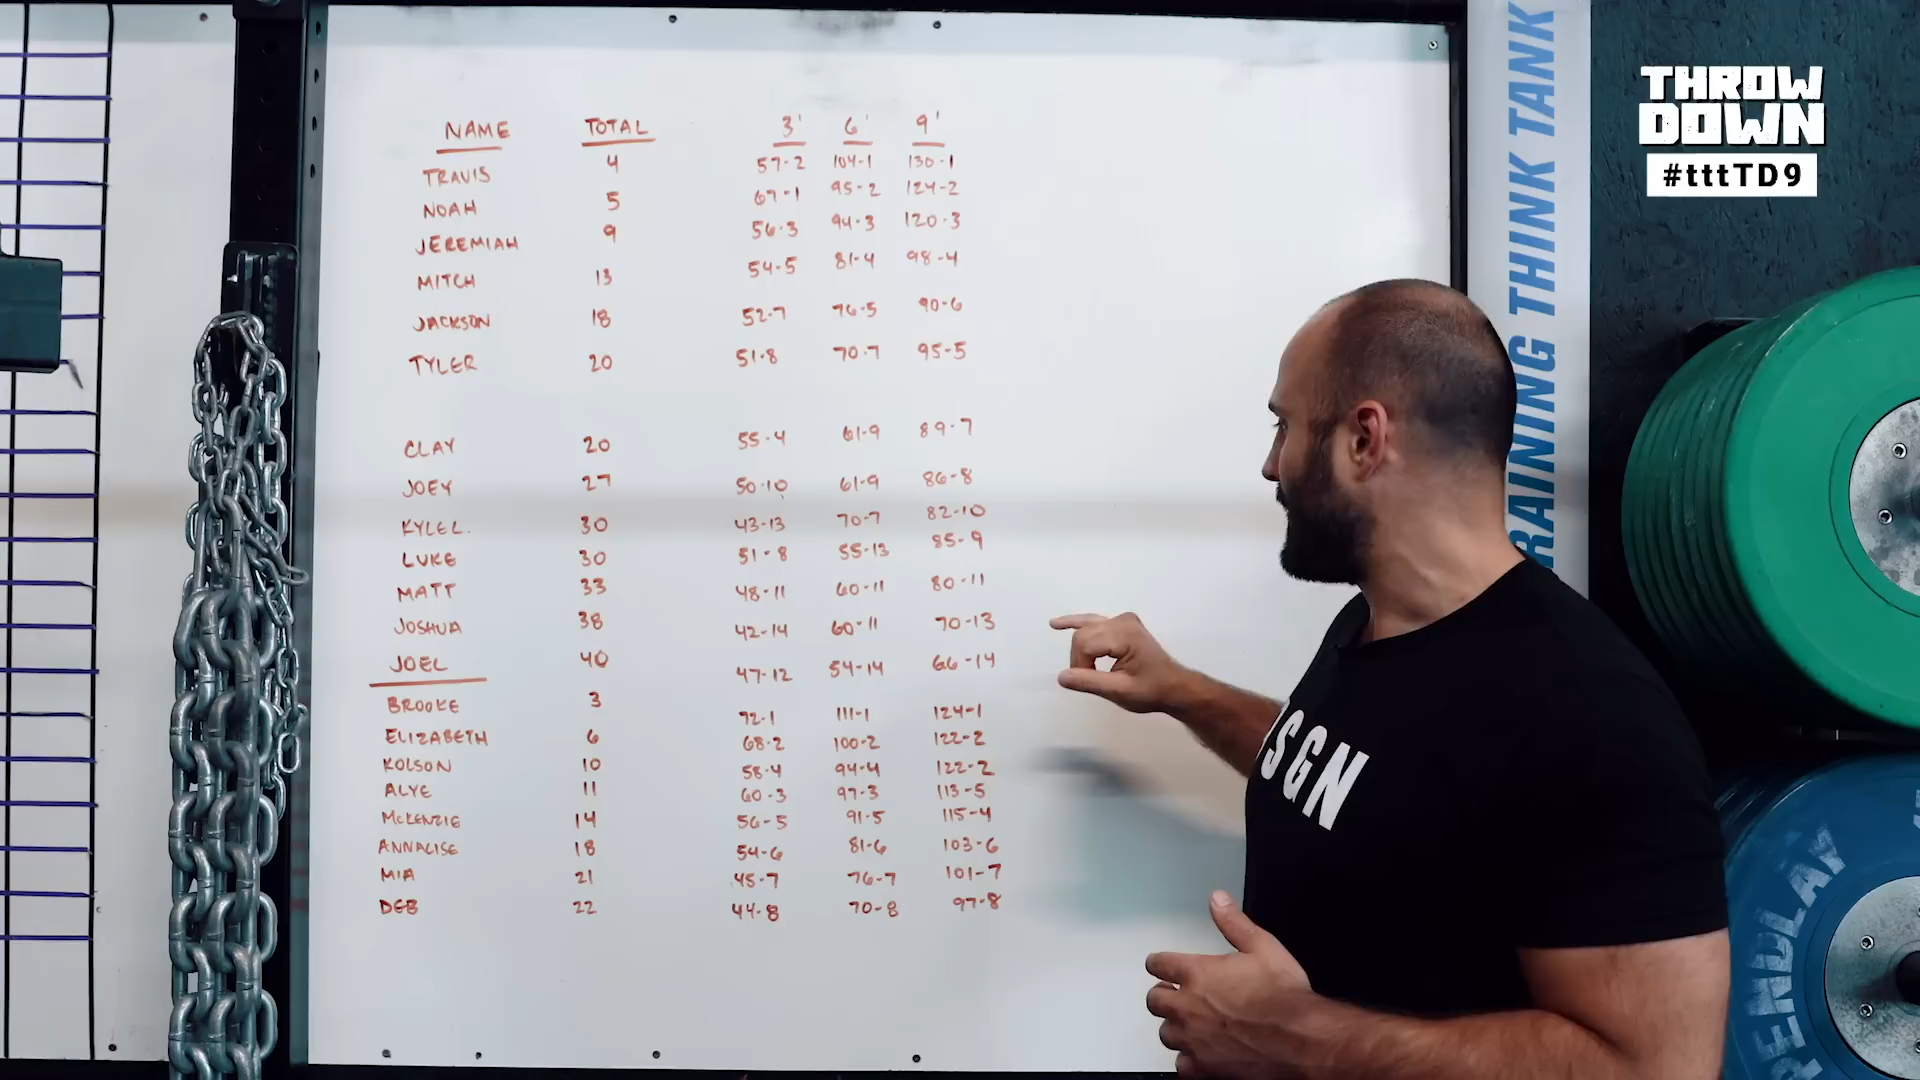 NAME TOTAL 3' 6' 9'
TRAVIS 4 57-2 104-1 130-1
NOAH 5 67-1 95-2 124-2
JEREMIAH 9 56-3 94-3 120-3
MITCH 13 54-5 81-4 98-4
JACKSON 18 52-7 76-5 90-6
TYLER 20 51-8 70-7 95-5
CLAY 20 55-4 61-9 89-7
JOEY 27 50-10 61-9 86-8
KYLE L. 30 43-13 70-7 82-10
LUKE 30 51-8 55-13 85-9
MATT 33 48-11 60-11 80-11
JOSHUA 38 42-14 60-11 70-13
JOEL 40 47-12 54-14 66-14
BROOKE 3 72-1 111-1 124-1
ELIZABETH 6 68-2 100-2 122-2
KOLSON 10 58-4 94-4 122-2
ALYE 11 60-3 97-3 113-5
McKENZIE 14 56-5 91-5 115-4
ANNALISE 18 54-6 81-6 103-6
MIA 21 45-7 76-7 101-7
DEB 22 44-8 70-8 97-8
TRAINING THINK TANK
THROW
DOWN
#tttTD9
SGN